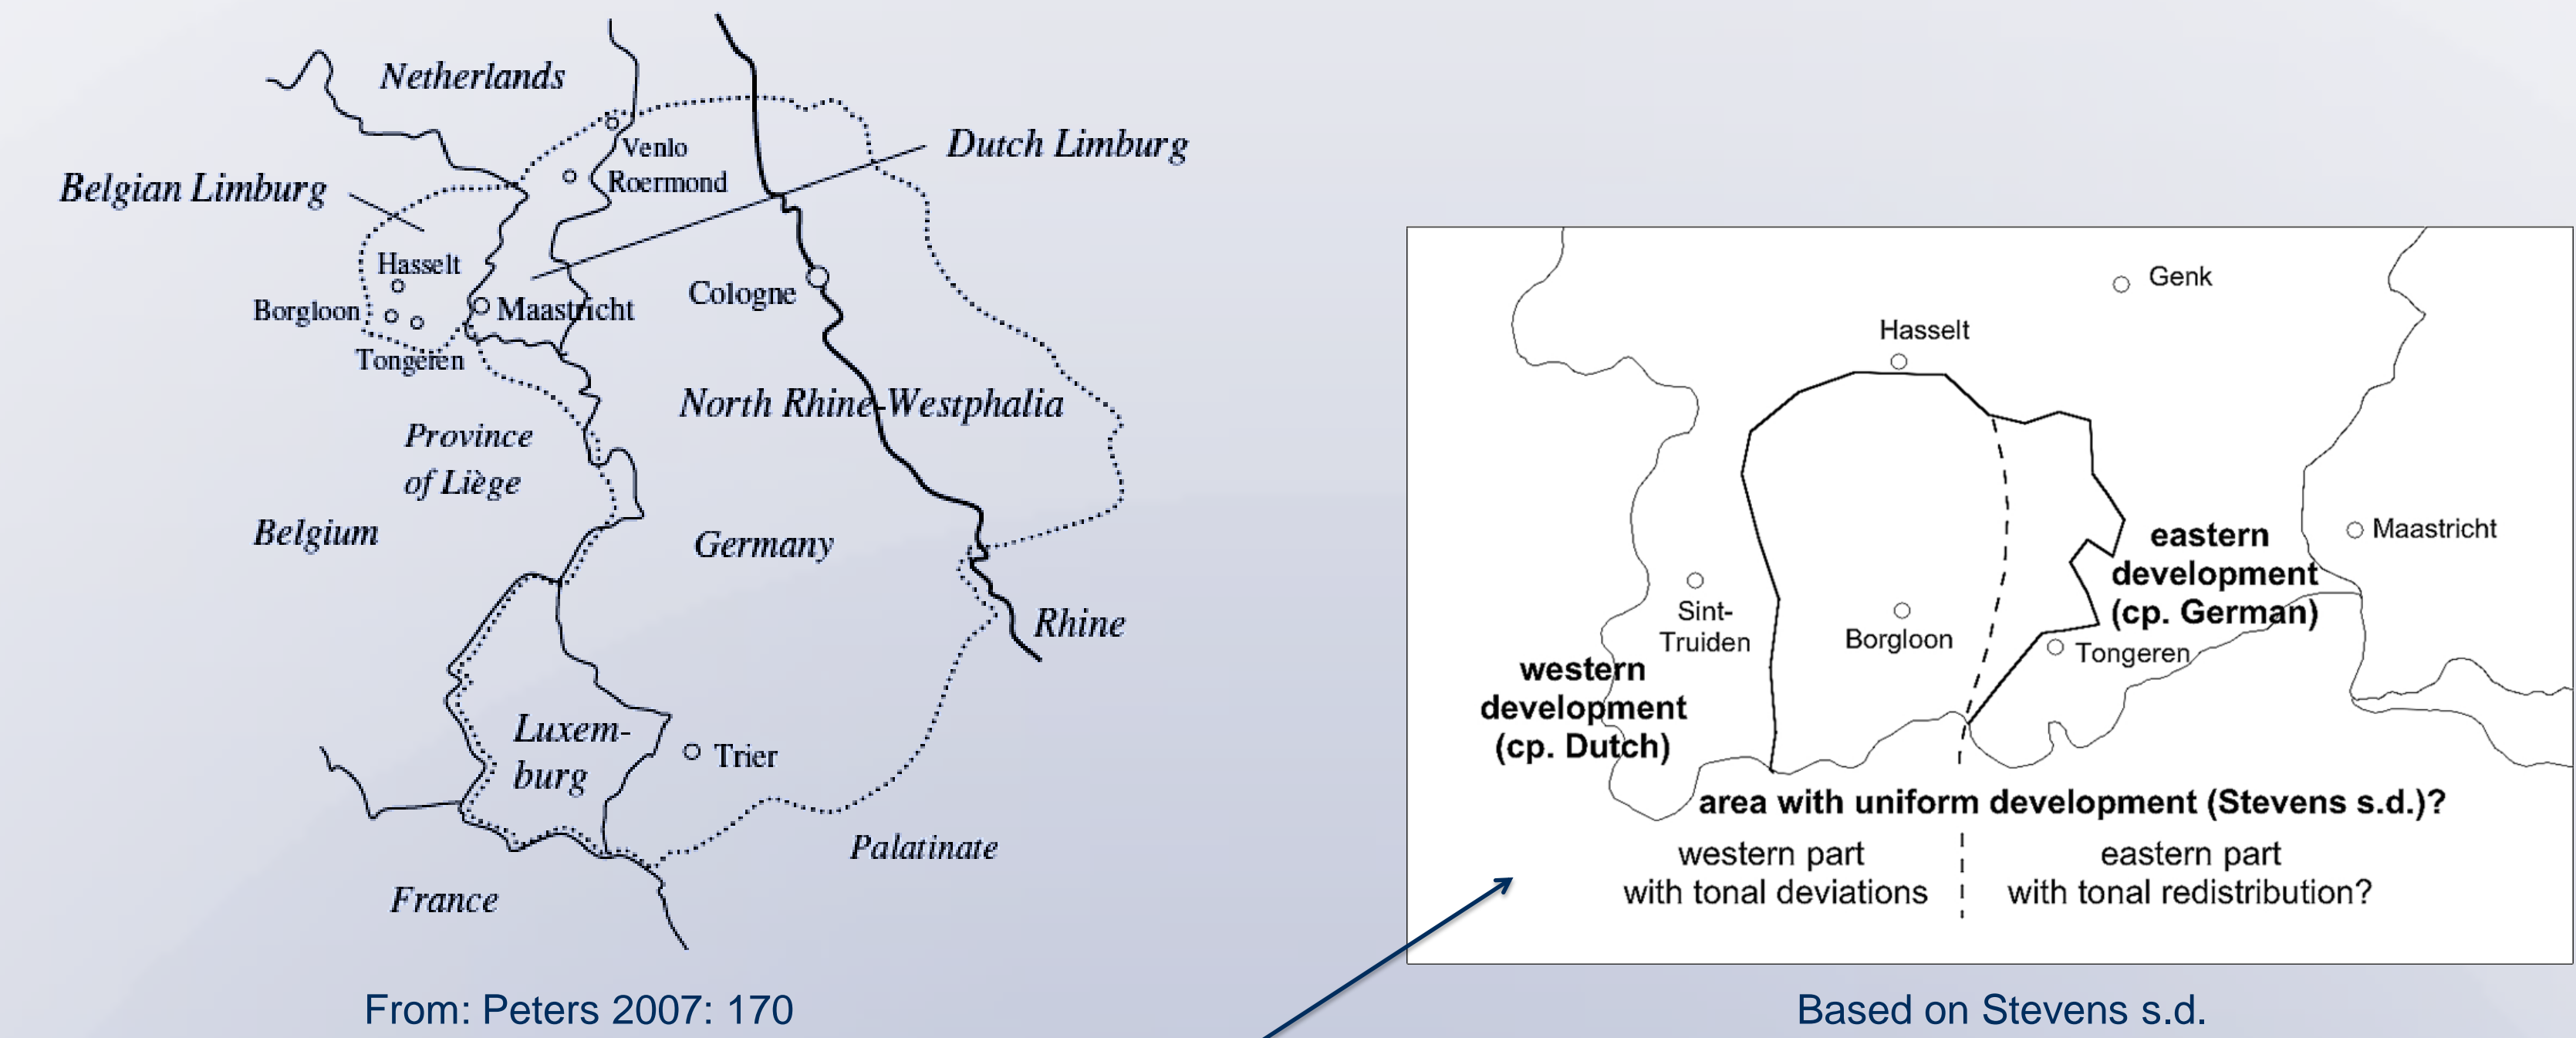 Netherlands
Venlo
Roermond
Dutch Limburg
Belgian Limburg
Hasselt
Borgloon
Maastricht
Tongeren
Cologne
North Rhine-Westphalia
Province
of Liège
Belgium
Germany
Rhine
Luxem-
burg
Trier
Palatinate
France
From: Peters 2007: 170
Genk
Hasselt
Maastricht
eastern
development
(cp. German)
Sint-
Truiden
Borgloon
Tongeren
western
development
(cp. Dutch)
area with uniform development (Stevens s.d.)?
western part
with tonal deviations
eastern part
with tonal redistribution?
Based on Stevens s.d.